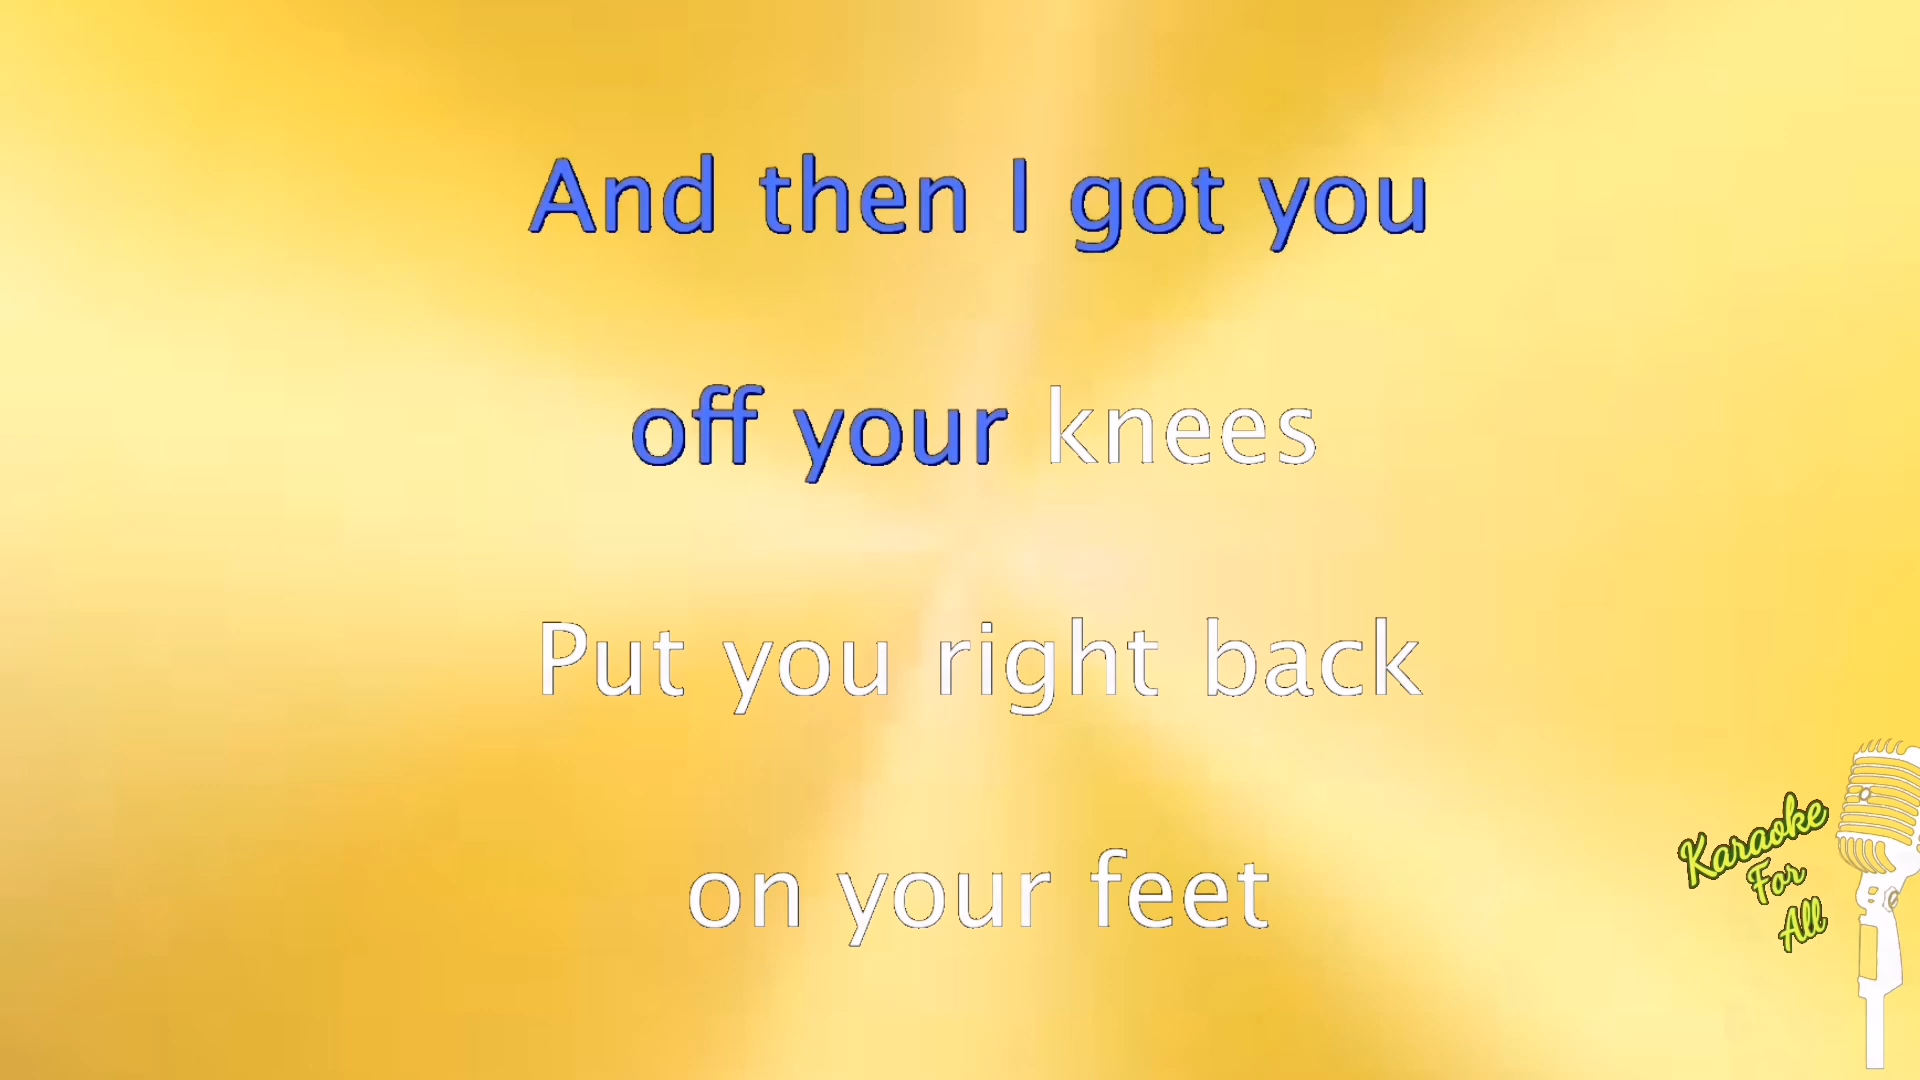 And then I got you
off your knees
Put you right back
on your feet
Karaoke
For
All